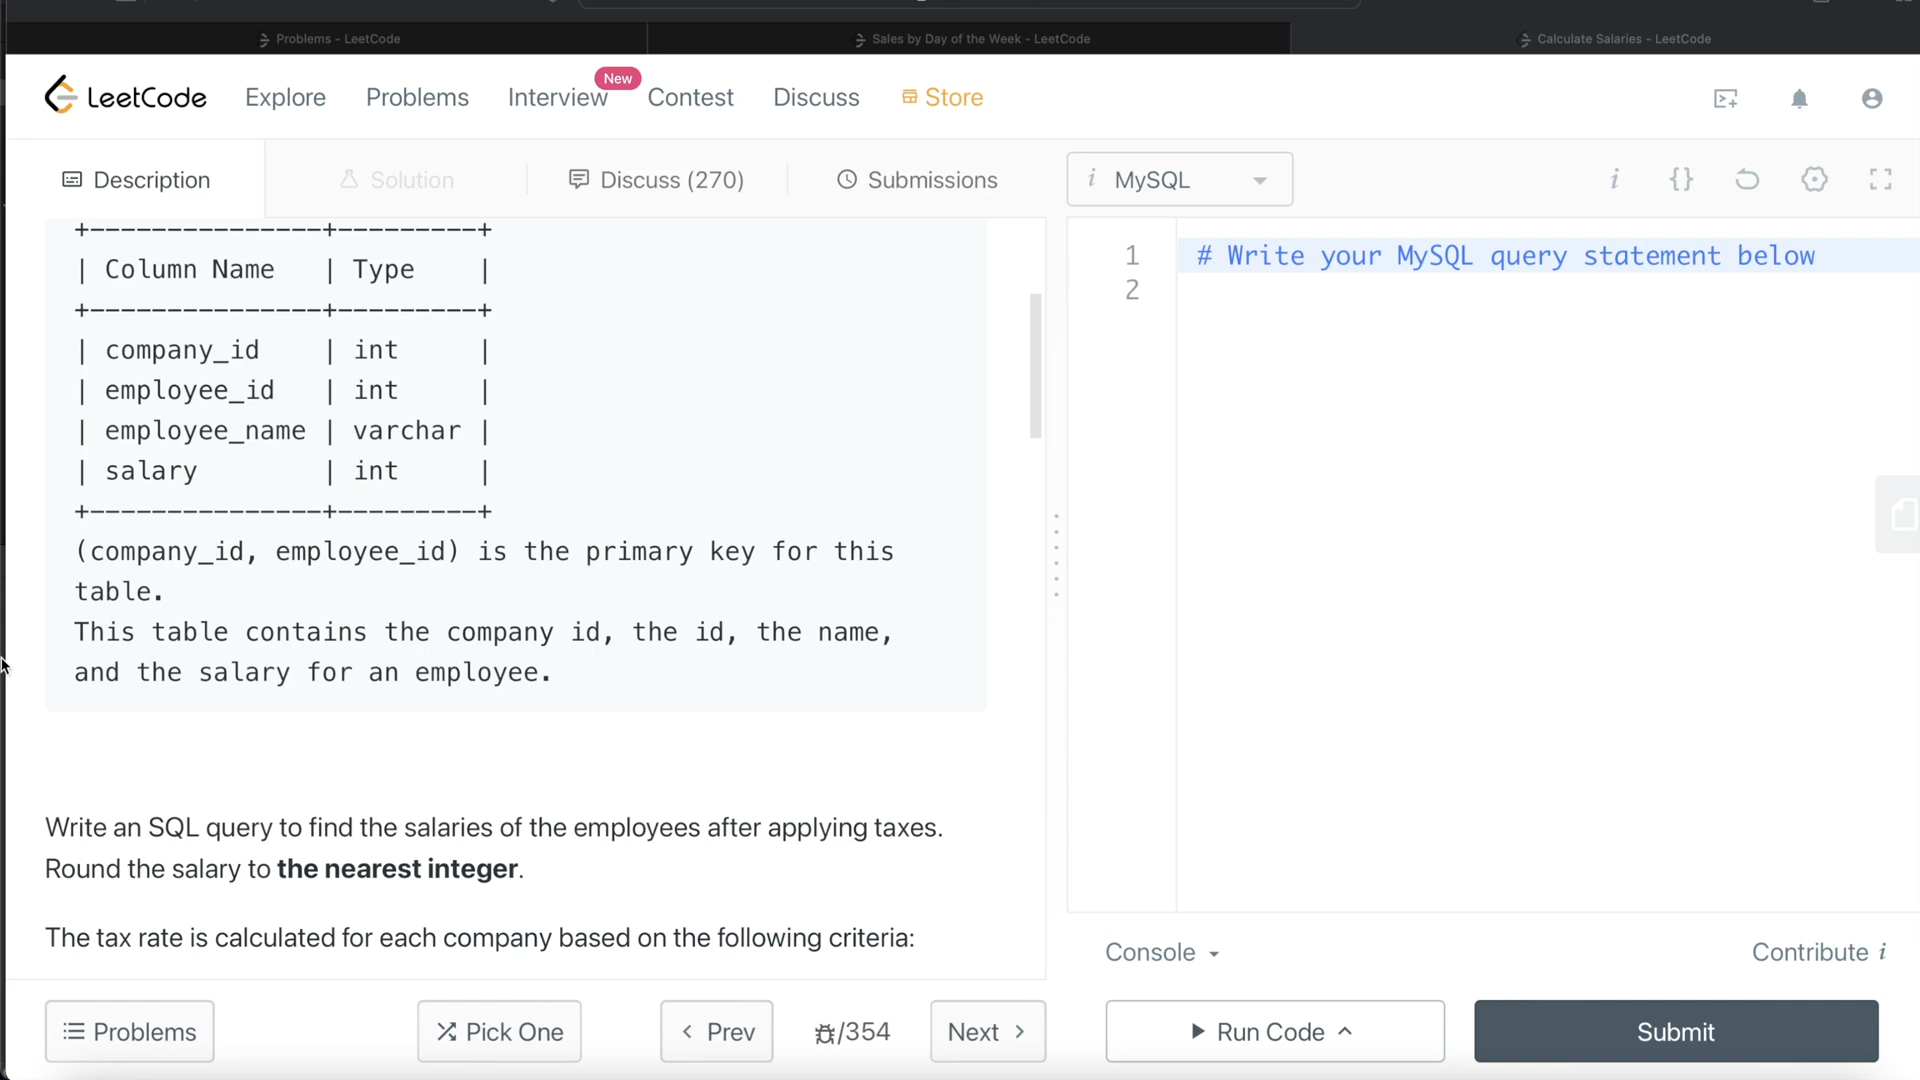 Problems - LeetCode
Sales by Day of the Week - LeetCode
Calculate Salaries - LeetCode
LeetCode
Explore
Problems
Interview
New
Contest
Discuss
Store
Description
Solution
Discuss (270)
Submissions
i MySQL
i
{}
+---------------+---------+
| Column Name   | Type    |
+---------------+---------+
| company_id    | int     |
| employee_id   | int     |
| employee_name | varchar |
| salary        | int     |
+---------------+---------+
(company_id, employee_id) is the primary key for this
table.
This table contains the company id, the id, the name,
and the salary for an employee.
Write an SQL query to find the salaries of the employees after applying taxes.
Round the salary to the nearest integer.
The tax rate is calculated for each company based on the following criteria:
1 # Write your MySQL query statement below
2
Console
Contribute i
Problems
Pick One
Prev
/354
Next
Run Code
Submit